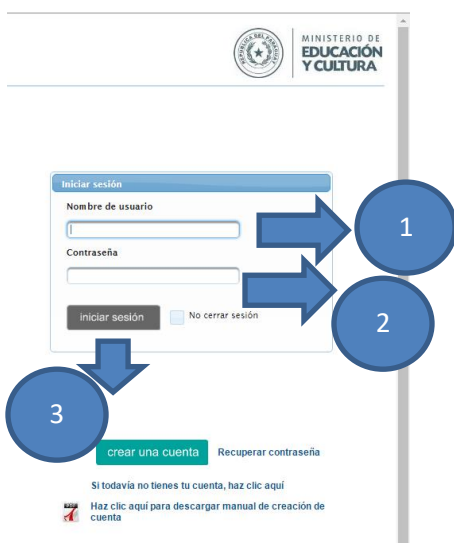 MINISTERIO DE
EDUCACIÓN
Y CULTURA
Iniciar sesión
Nombre de usuario
1
Contraseña
2
iniciar sesión
No cerrar sesión
3
crear una cuenta
Recuperar contraseña
Si todavía no tienes tu cuenta, haz clic aquí
Haz clic aquí para descargar manual de creación de
cuenta